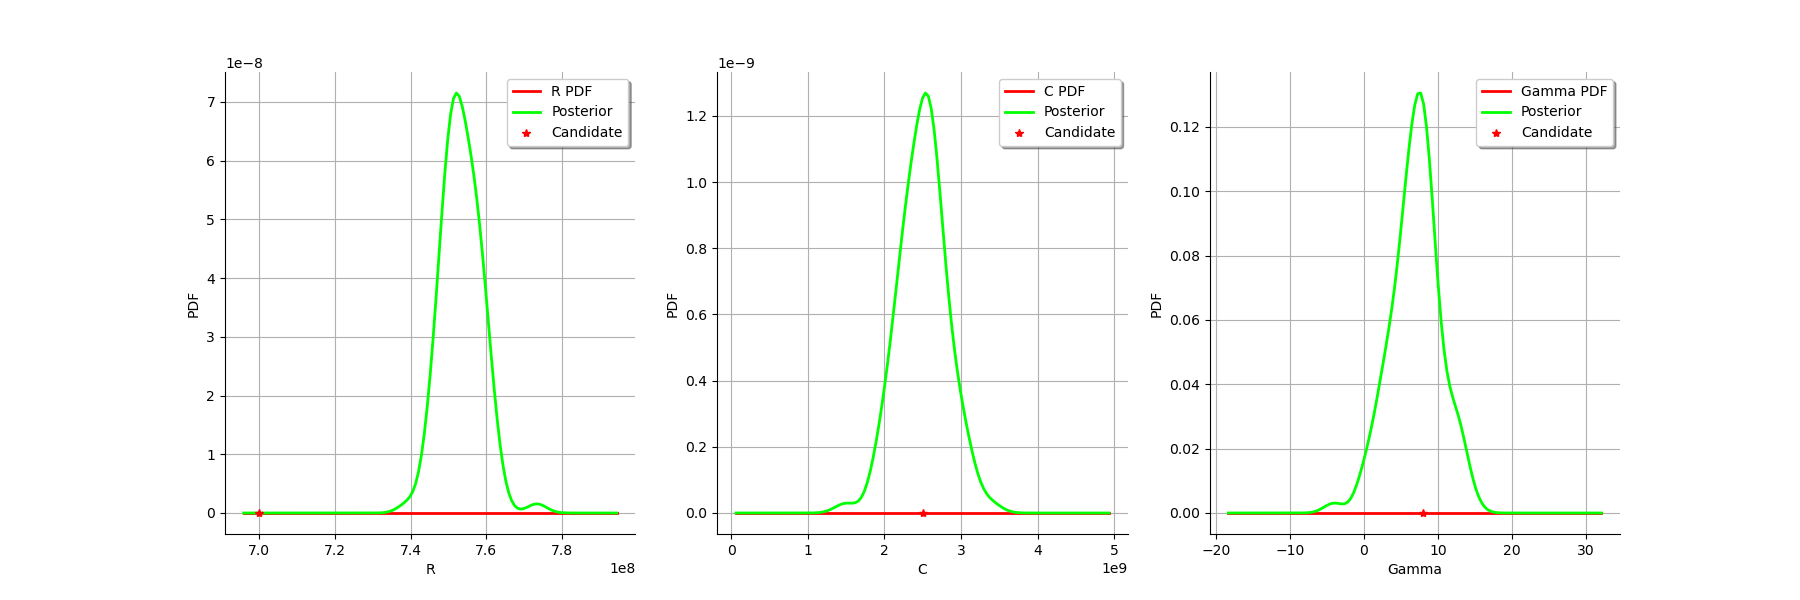 1e−8
7
6
5
4
3
2
1
0
PDF
7.0 7.2 7.4 7.6 7.8
R
1e8
R PDF
Posterior
Candidate
1e−9
1.2
1.0
0.8
0.6
0.4
0.2
0.0
PDF
0 1 2 3 4 5
C
1e9
C PDF
Posterior
Candidate
0.12
0.10
0.08
0.06
0.04
0.02
0.00
PDF
−20 −10 0 10 20 30
Gamma
Gamma PDF
Posterior
Candidate